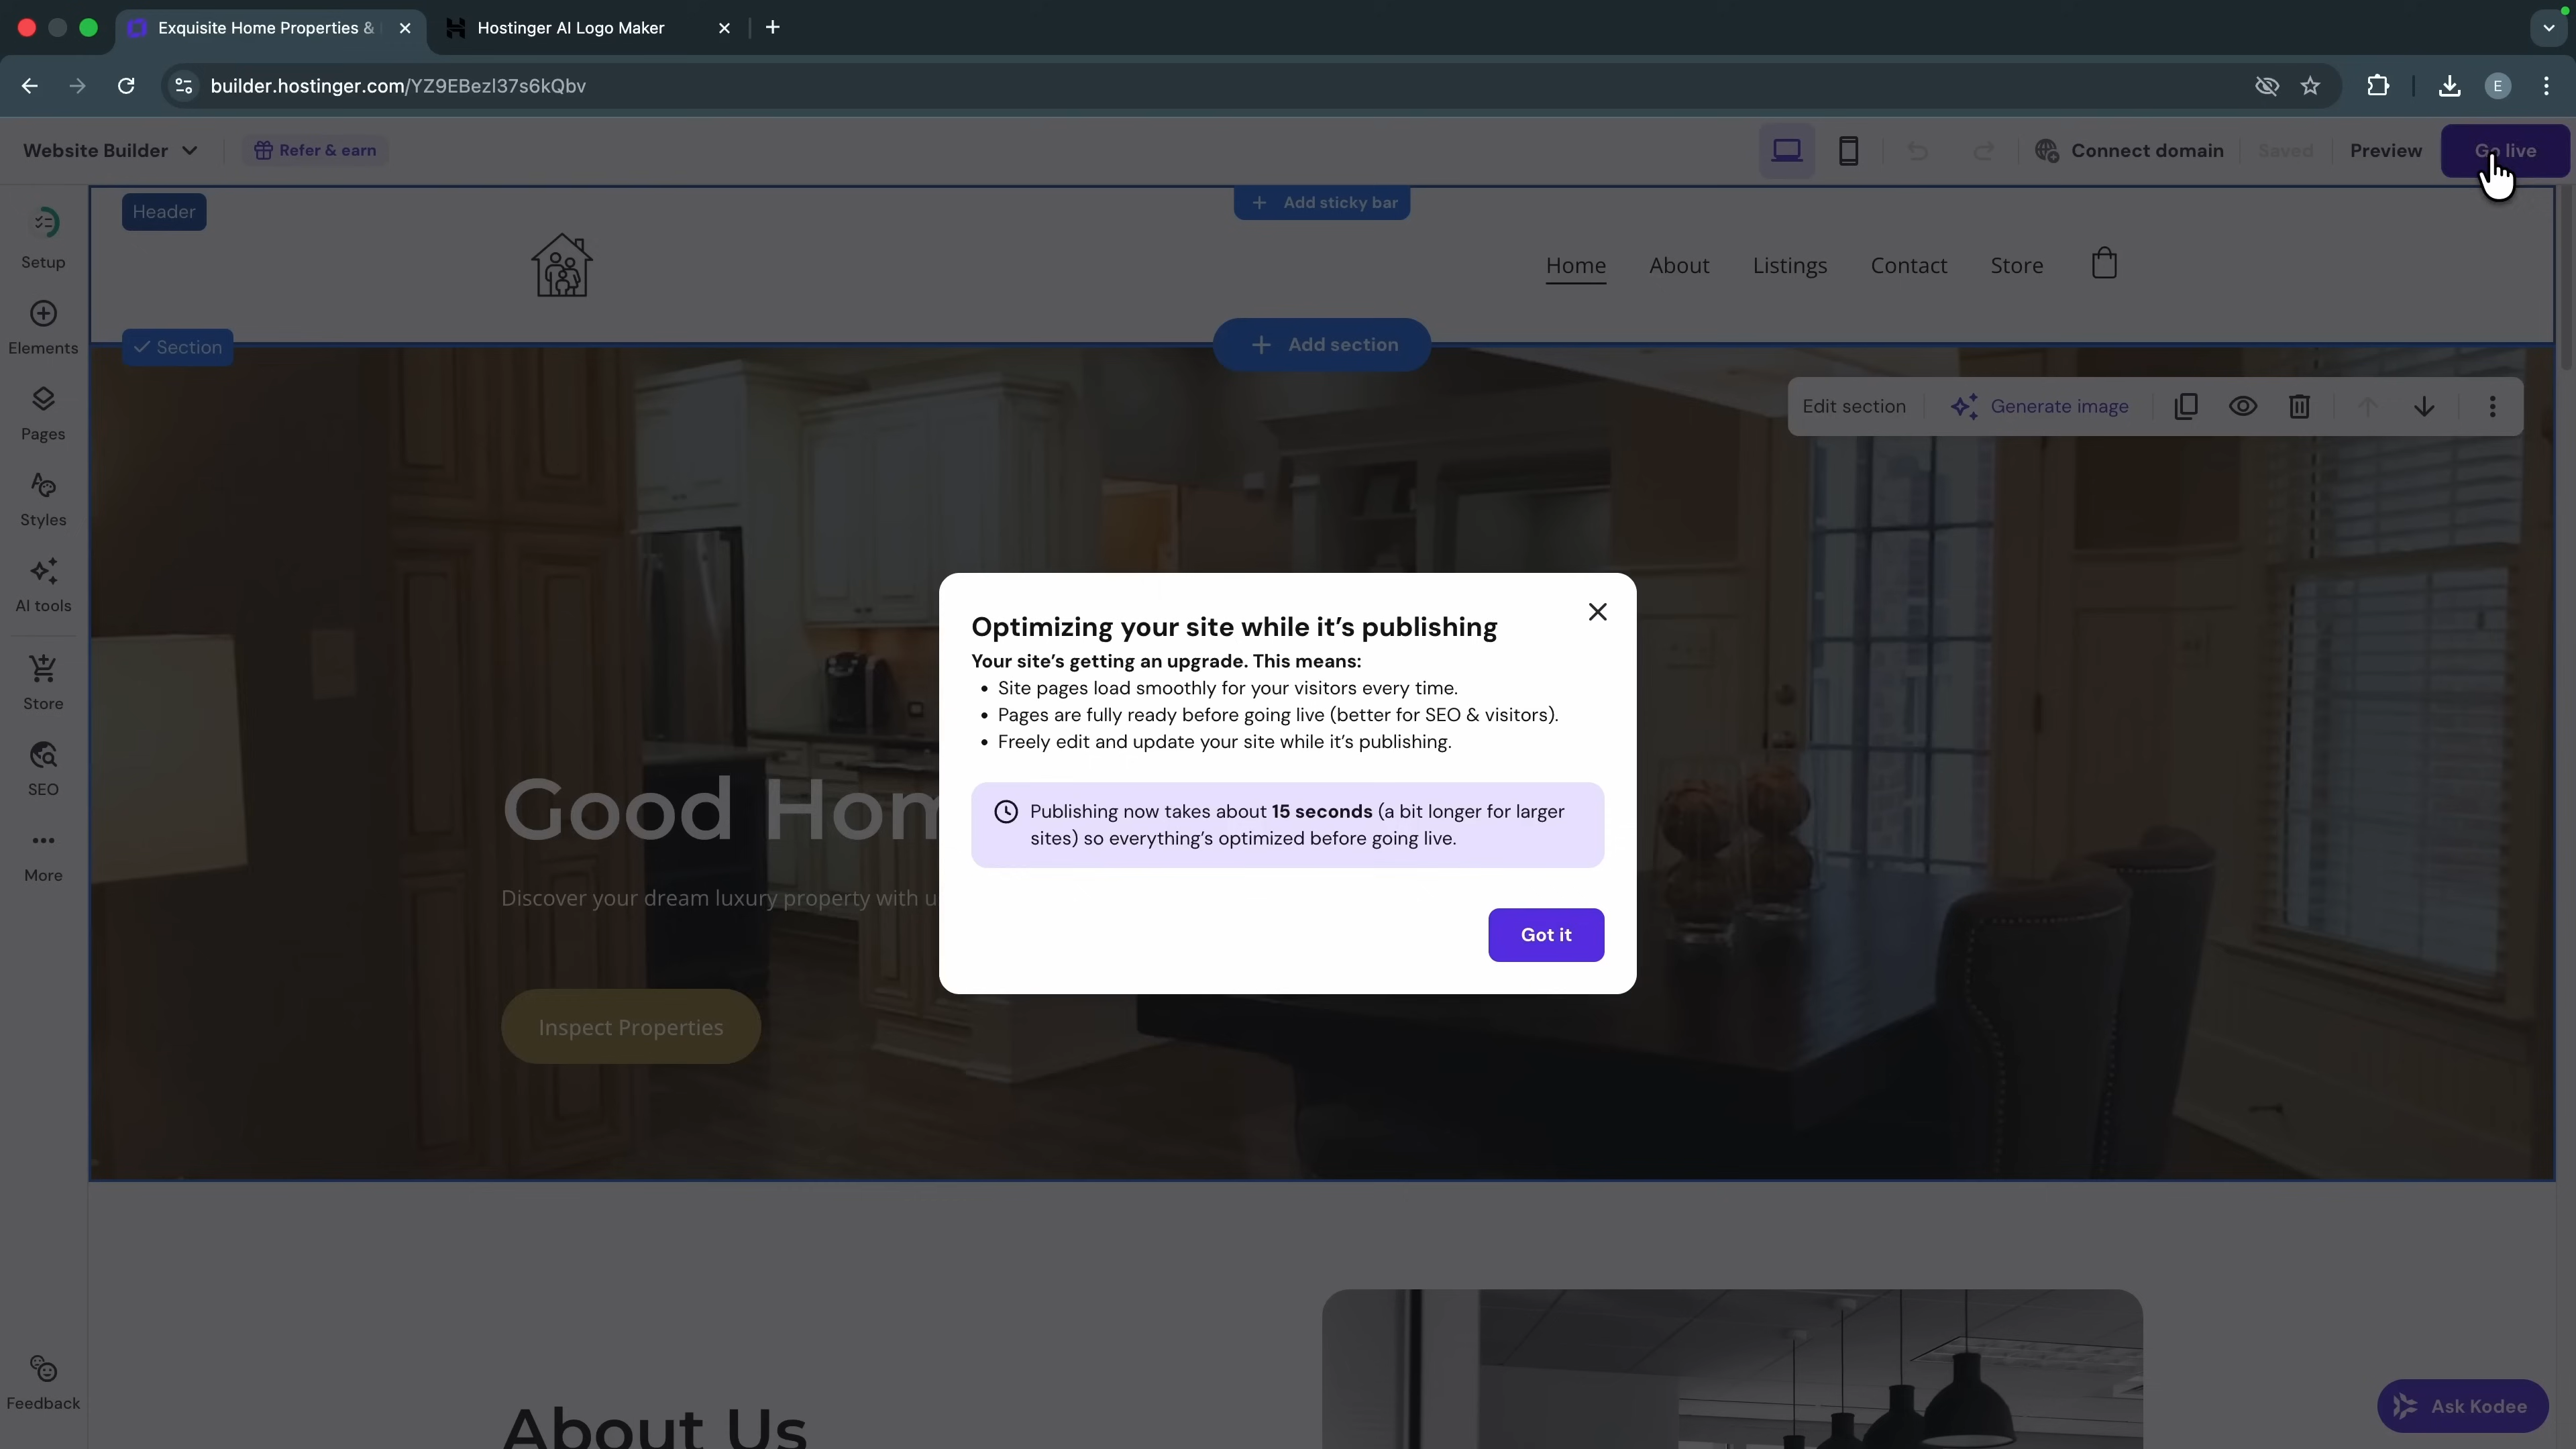 Exquisite Home Properties &
Hostinger AI Logo Maker
builder.hostinger.com/YZ9EBezl37s6kQbv
E
Website Builder
Refer & earn
Connect domain
Saved
Preview
Go live
Header
Add sticky bar
Setup
Home
About
Listings
Contact
Store
Elements
Section
Add section
Pages
Edit section
Generate image
Styles
AI tools
Store
SEO
More
Optimizing your site while it's publishing
Your site's getting an upgrade. This means:
• Site pages load smoothly for your visitors every time.
• Pages are fully ready before going live (better for SEO & visitors).
• Freely edit and update your site while it's publishing.
Publishing now takes about 15 seconds (a bit longer for larger
sites) so everything's optimized before going live.
Got it
Good Hom
Discover your dream luxury property with u
Inspect Properties
About Us
Feedback
Ask Kodee